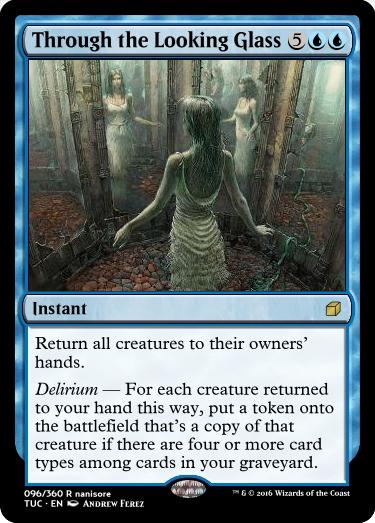 Through the Looking Glass 5
Instant
Return all creatures to their owners'
hands.
Delirium — For each creature returned
to your hand this way, put a token onto
the battlefield that's a copy of that
creature if there are four or more card
types among cards in your graveyard.
096/360 R nanisore
TUC • EN Andrew Ferez
™ & © 2016 Wizards of the Coast